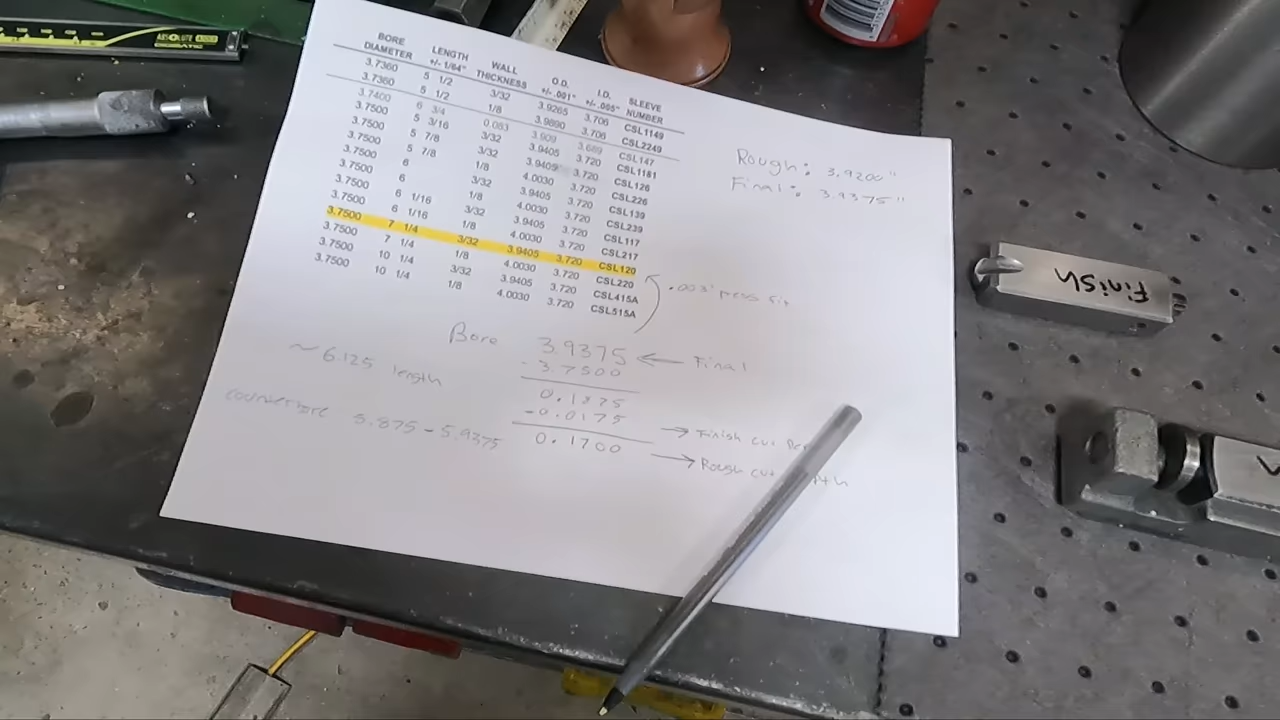 ABSOLUTE
BORE DIAMETER LENGTH +/- 1/64" WALL THICKNESS O.D. +/- .001" I.D. +/- .005" SLEEVE NUMBER
3.7360 5 1/2 3/32 3.9265 3.706 CSL1149
3.7360 5 1/2 1/8 3.9890 3.706 CSL2249
3.7400 6 3/4 0.083 3.909 3.689 CSL147
3.7500 5 3/16 3/32 3.9405 3.720 CSL1181
3.7500 5 7/8 3/32 3.9405 3.720 CSL126
3.7500 5 7/8 1/8 4.0030 3.720 CSL226
3.7500 6 3/32 3.9405 3.720 CSL139
3.7500 6 1/8 4.0030 3.720 CSL239
3.7500 6 1/16 3/32 3.9405 3.720 CSL117
3.7500 6 1/16 1/8 4.0030 3.720 CSL217
3.7500 7 1/4 3/32 3.9405 3.720 CSL120
3.7500 7 1/4 1/8 4.0030 3.720 CSL220
3.7500 10 1/4 3/32 3.9405 3.720 CSL415A
3.7500 10 1/4 1/8 4.0030 3.720 CSL515A
Rough: 3.9200"
Final: 3.9375"
.003" press fit
Bore 3.9375 ← Final
- 3.7500
0.1875
- 0.0175 → Finish cut
0.1700 → Rough cut
~ 6.125 length
counterbore 5.875 - 5.9375
Finish